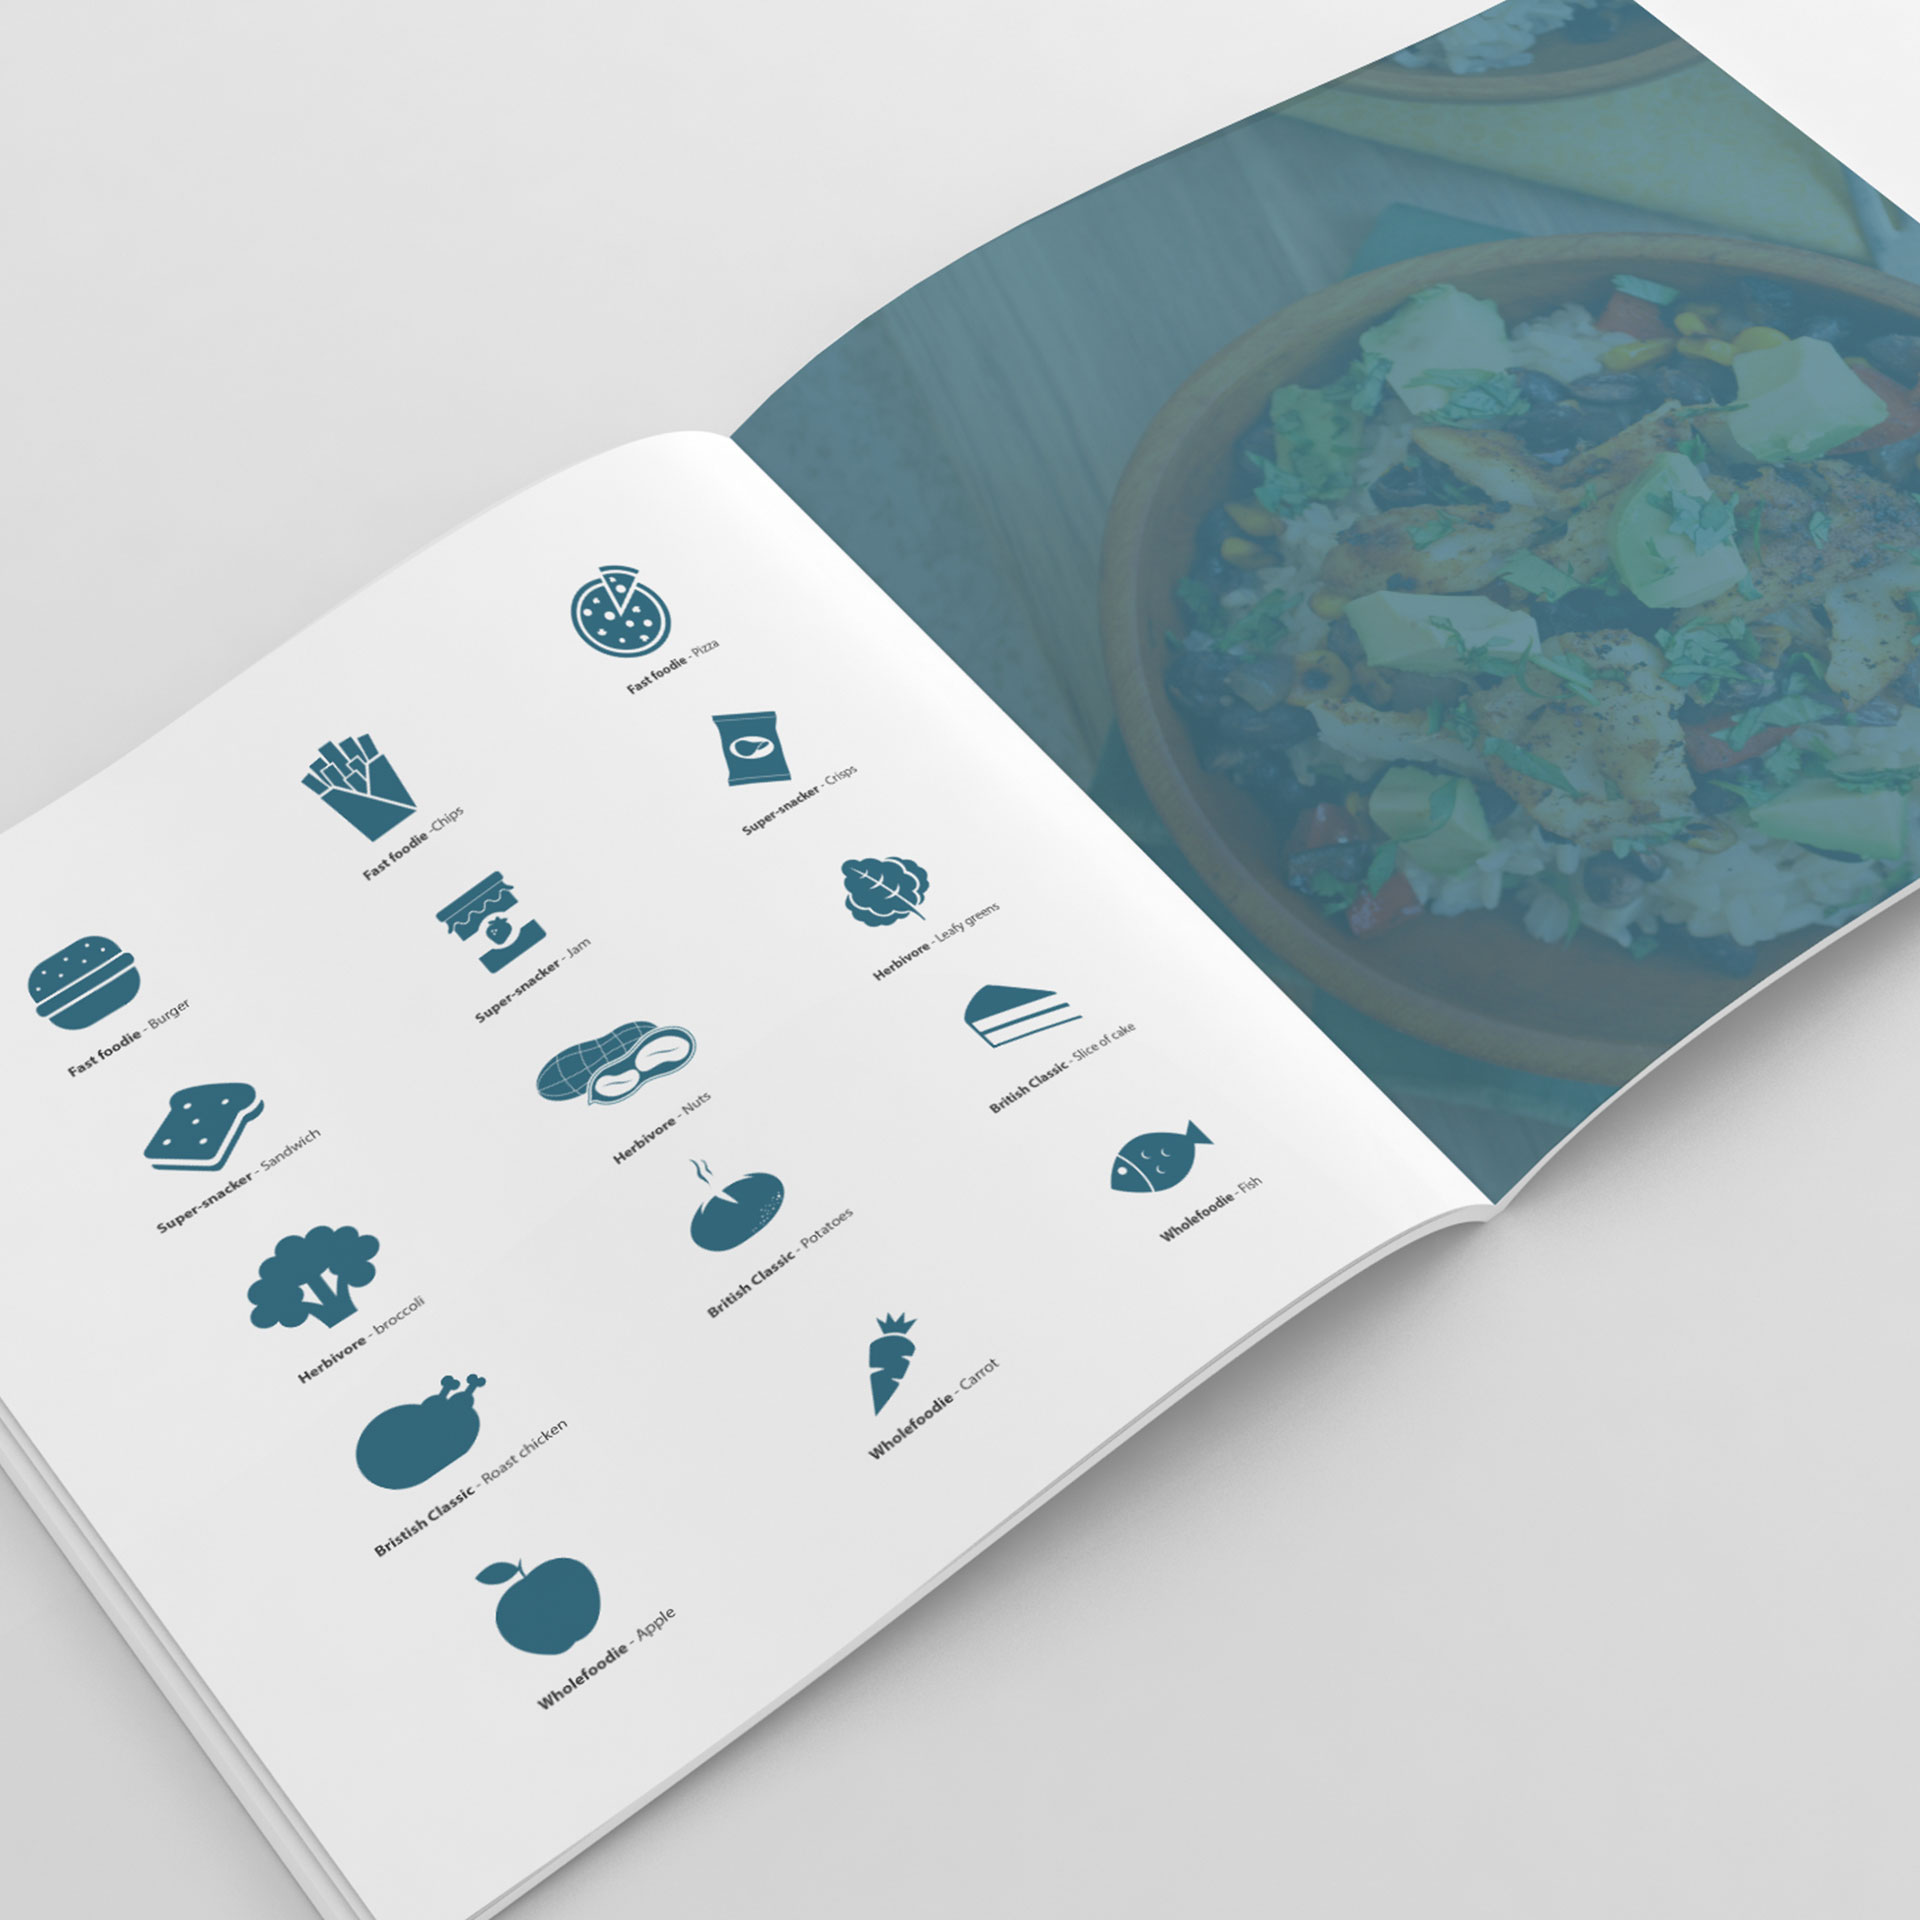 Fast foodie - Burger
Fast foodie -Chips
Fast foodie - Pizza
Super-snacker - Sandwich
Super-snacker - Jam
Super-snacker - Crisps
Herbivore - broccoli
Herbivore - Nuts
Herbivore - Leafy greens
Bristish Classic - Roast chicken
British Classic - Potatoes
British Classic - Slice of cake
Wholefoodie - Apple
Wholefoodie - Carrot
Wholefoodie - Fish